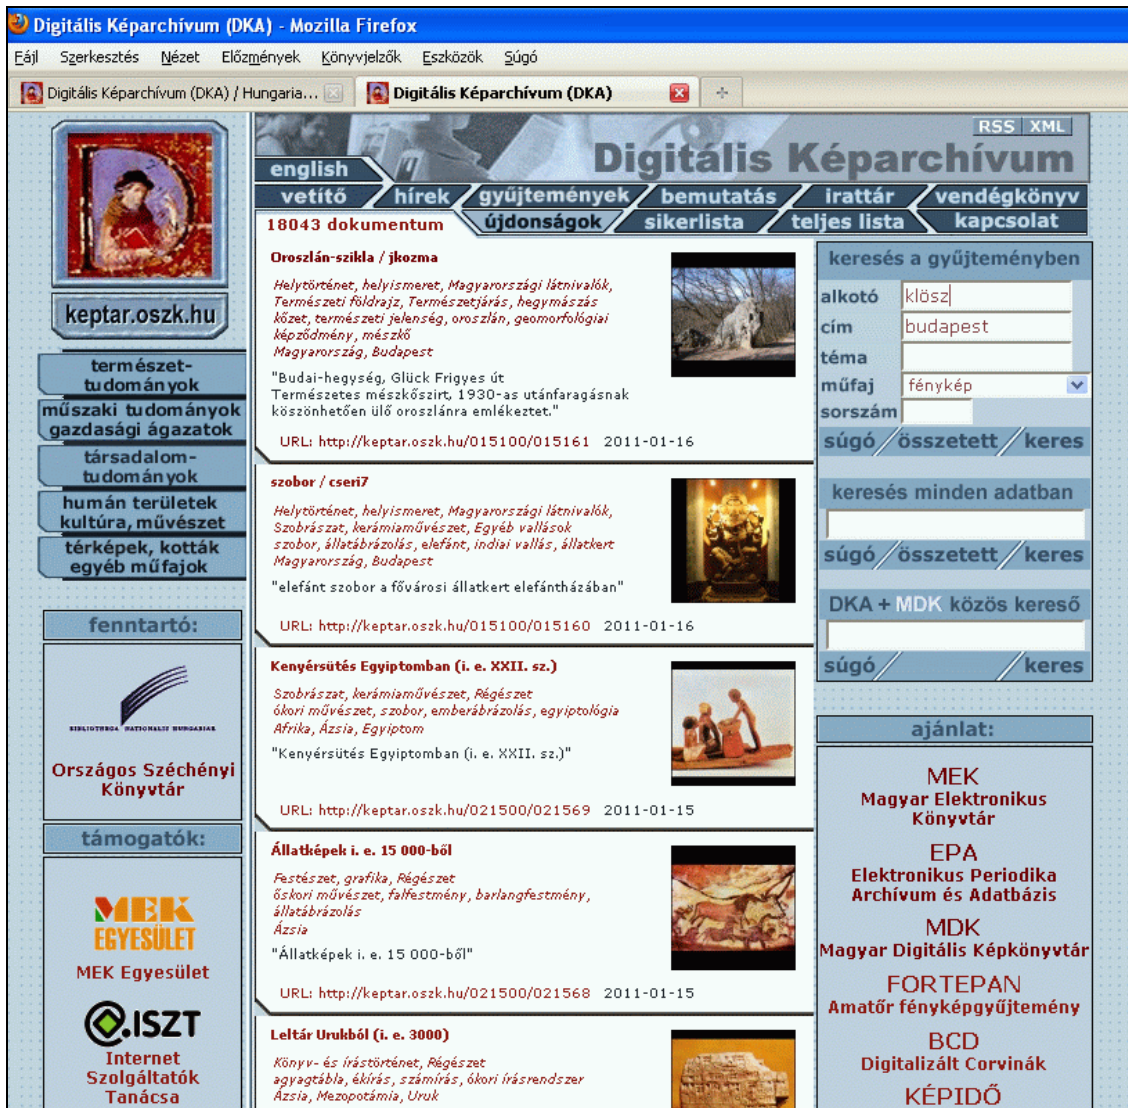 Digitális Képarchívum (DKA) - Mozilla Firefox
Fájl Szerkesztés Nézet Előzmények Könyvjelzők Eszközök Súgó
Digitális Képarchívum (DKA) / Hungaria...
Digitális Képarchívum (DKA)
keptar.oszk.hu
természet-
tudományok
műszaki tudományok
gazdasági ágazatok
társadalom-
tudományok
humán területek
kultúra, művészet
térképek, kották
egyéb műfajok
fenntartó:
BIBLIOTHECA NATIONALIS HUNGARIAE
Országos Széchényi
Könyvtár
támogatók:
MEK
EGYESÜLET
MEK Egyesület
.ISZT
Internet
Szolgáltatók
Tanácsa
RSS XML
Digitális Képarchívum
english
vetítő hírek gyűjtemények bemutatás irattár vendégkönyv
18043 dokumentum újdonságok sikerlista teljes lista kapcsolat
Oroszlán-szikla / jkozma
Helytörténet, helyismeret, Magyarországi látnivalók,
Természeti földrajz, Természetjárás, hegymászás
kőzet, természeti jelenség, oroszlán, geomorfológiai
képződmény, mészkő
Magyarország, Budapest
"Budai-hegység, Glück Frigyes út
Természetes mészkőszirt, 1930-as utánfaragásnak
köszönhetően ülő oroszlánra emlékeztet."
URL: http://keptar.oszk.hu/015100/015161 2011-01-16
szobor / cseri7
Helytörténet, helyismeret, Magyarországi látnivalók,
Szobrászat, kerámiaművészet, Egyéb vallások
szobor, állatábrázolás, elefánt, indiai vallás, állatkert
Magyarország, Budapest
"elefánt szobor a fővárosi állatkert elefántházában"
URL: http://keptar.oszk.hu/015100/015160 2011-01-16
Kenyérsütés Egyiptomban (i. e. XXII. sz.)
Szobrászat, kerámiaművészet, Régészet
ókori művészet, szobor, emberábrázolás, egyiptológia
Afrika, Ázsia, Egyiptom
"Kenyérsütés Egyiptomban (i. e. XXII. sz.)"
URL: http://keptar.oszk.hu/021500/021569 2011-01-15
Állatképek i. e. 15 000-ből
Festészet, grafika, Régészet
őskori művészet, falfestmény, barlangfestmény,
állatábrázolás
Ázsia
"Állatképek i. e. 15 000-ből"
URL: http://keptar.oszk.hu/021500/021568 2011-01-15
Leltár Urukból (i. e. 3000)
Könyv- és írástörténet, Régészet
agyagtábla, ékírás, számírás, ókori írásrendszer
Ázsia, Mezopotámia, Uruk
keresés a gyűjteményben
alkotó klösz
cím budapest
téma
műfaj fénykép
sorszám
súgó összetett keres
keresés minden adatban
súgó összetett keres
DKA + MDK közös kereső
súgó keres
ajánlat:
MEK
Magyar Elektronikus
Könyvtár
EPA
Elektronikus Periodika
Archívum és Adatbázis
MDK
Magyar Digitális Képkönyvtár
FORTEPAN
Amatőr fényképgyűjtemény
BCD
Digitalizált Corvinák
KÉPIDŐ